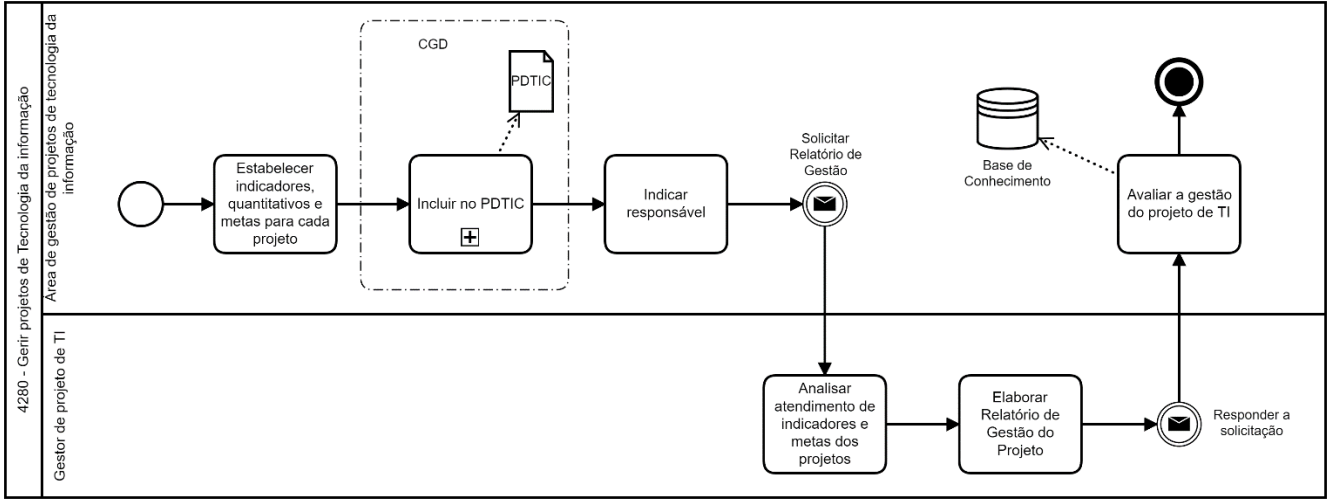 4280 - Gerir projetos de Tecnologia da informação
Área de gestão de projetos de tecnologia da
informação
CGD
PDTIC
Estabelecer
indicadores,
quantitativos e
metas para cada
projeto
Incluir no PDTIC
Indicar
responsável
Solicitar
Relatório de
Gestão
Base de
Conhecimento
Avaliar a gestão
do projeto de TI
Gestor de projeto de TI
Analisar
atendimento de
indicadores e
metas dos
projetos
Elaborar
Relatório de
Gestão do
Projeto
Responder a
solicitação